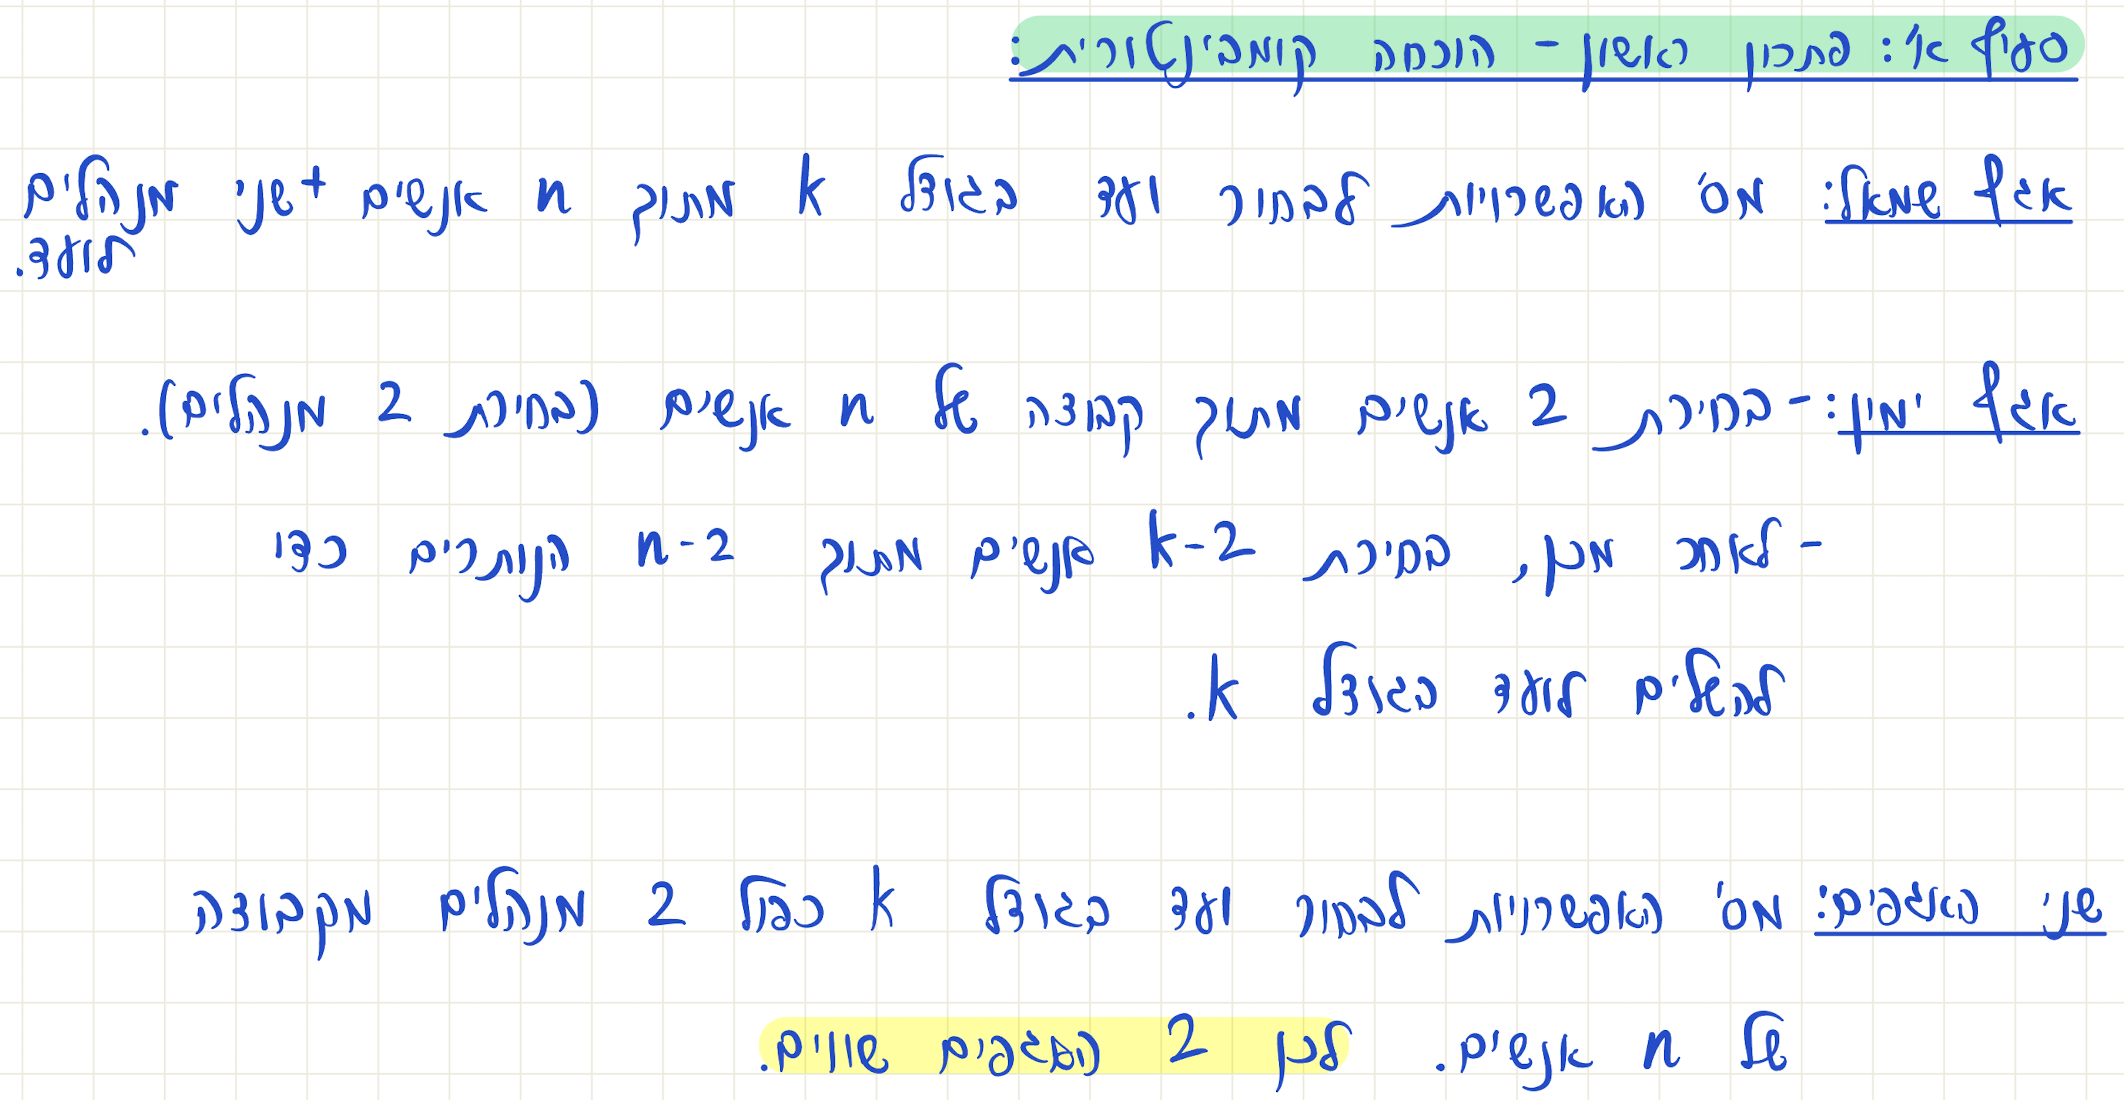 סעיף א': פתרון ראשון - הוכחה קומבינטורית:
אגף שמאל: מס' האפשרויות לבחור ועד בגודל k מתוך n אנשים + שני מנהלים
לועד.
אגף ימין: - בחירת 2 אנשים מתוך קבוצה של n אנשים (בחירת 2 מנהלים).
- לאחר מכן, בחירת k-2 אנשים מתוך n-2 הנותרים כדי
להשלים לועד בגודל k.
שני האגפים: מס' האפשרויות לבחור ועד בגודל k כפול 2 מנהלים מקבוצה
של n אנשים. לכן 2 האגפים שווים.